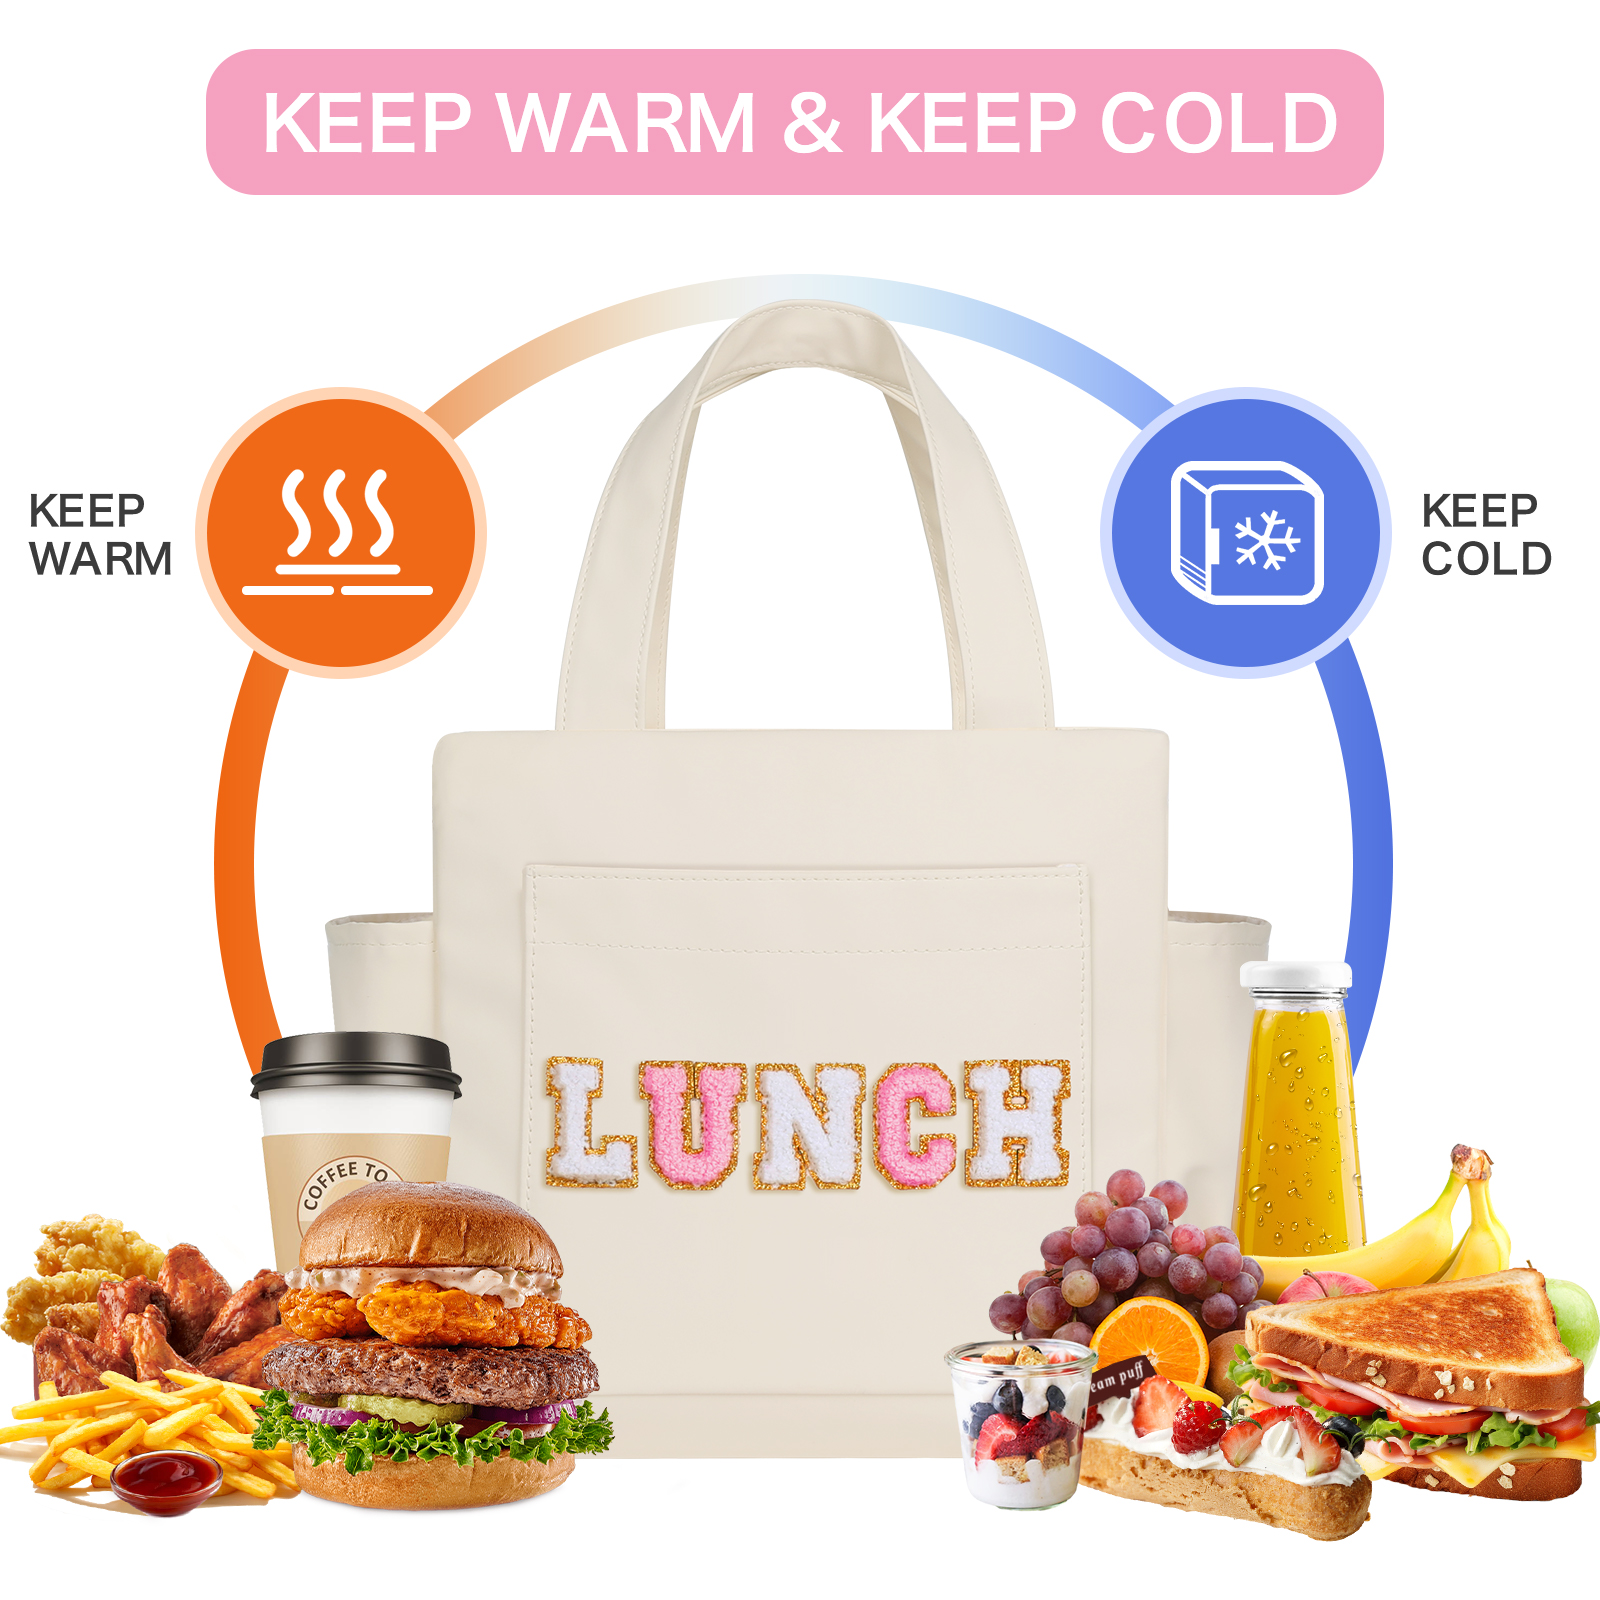 KEEP WARM & KEEP COLD
KEEP
WARM
KEEP
COLD
LUNCH
COFFEE TO
eam puff